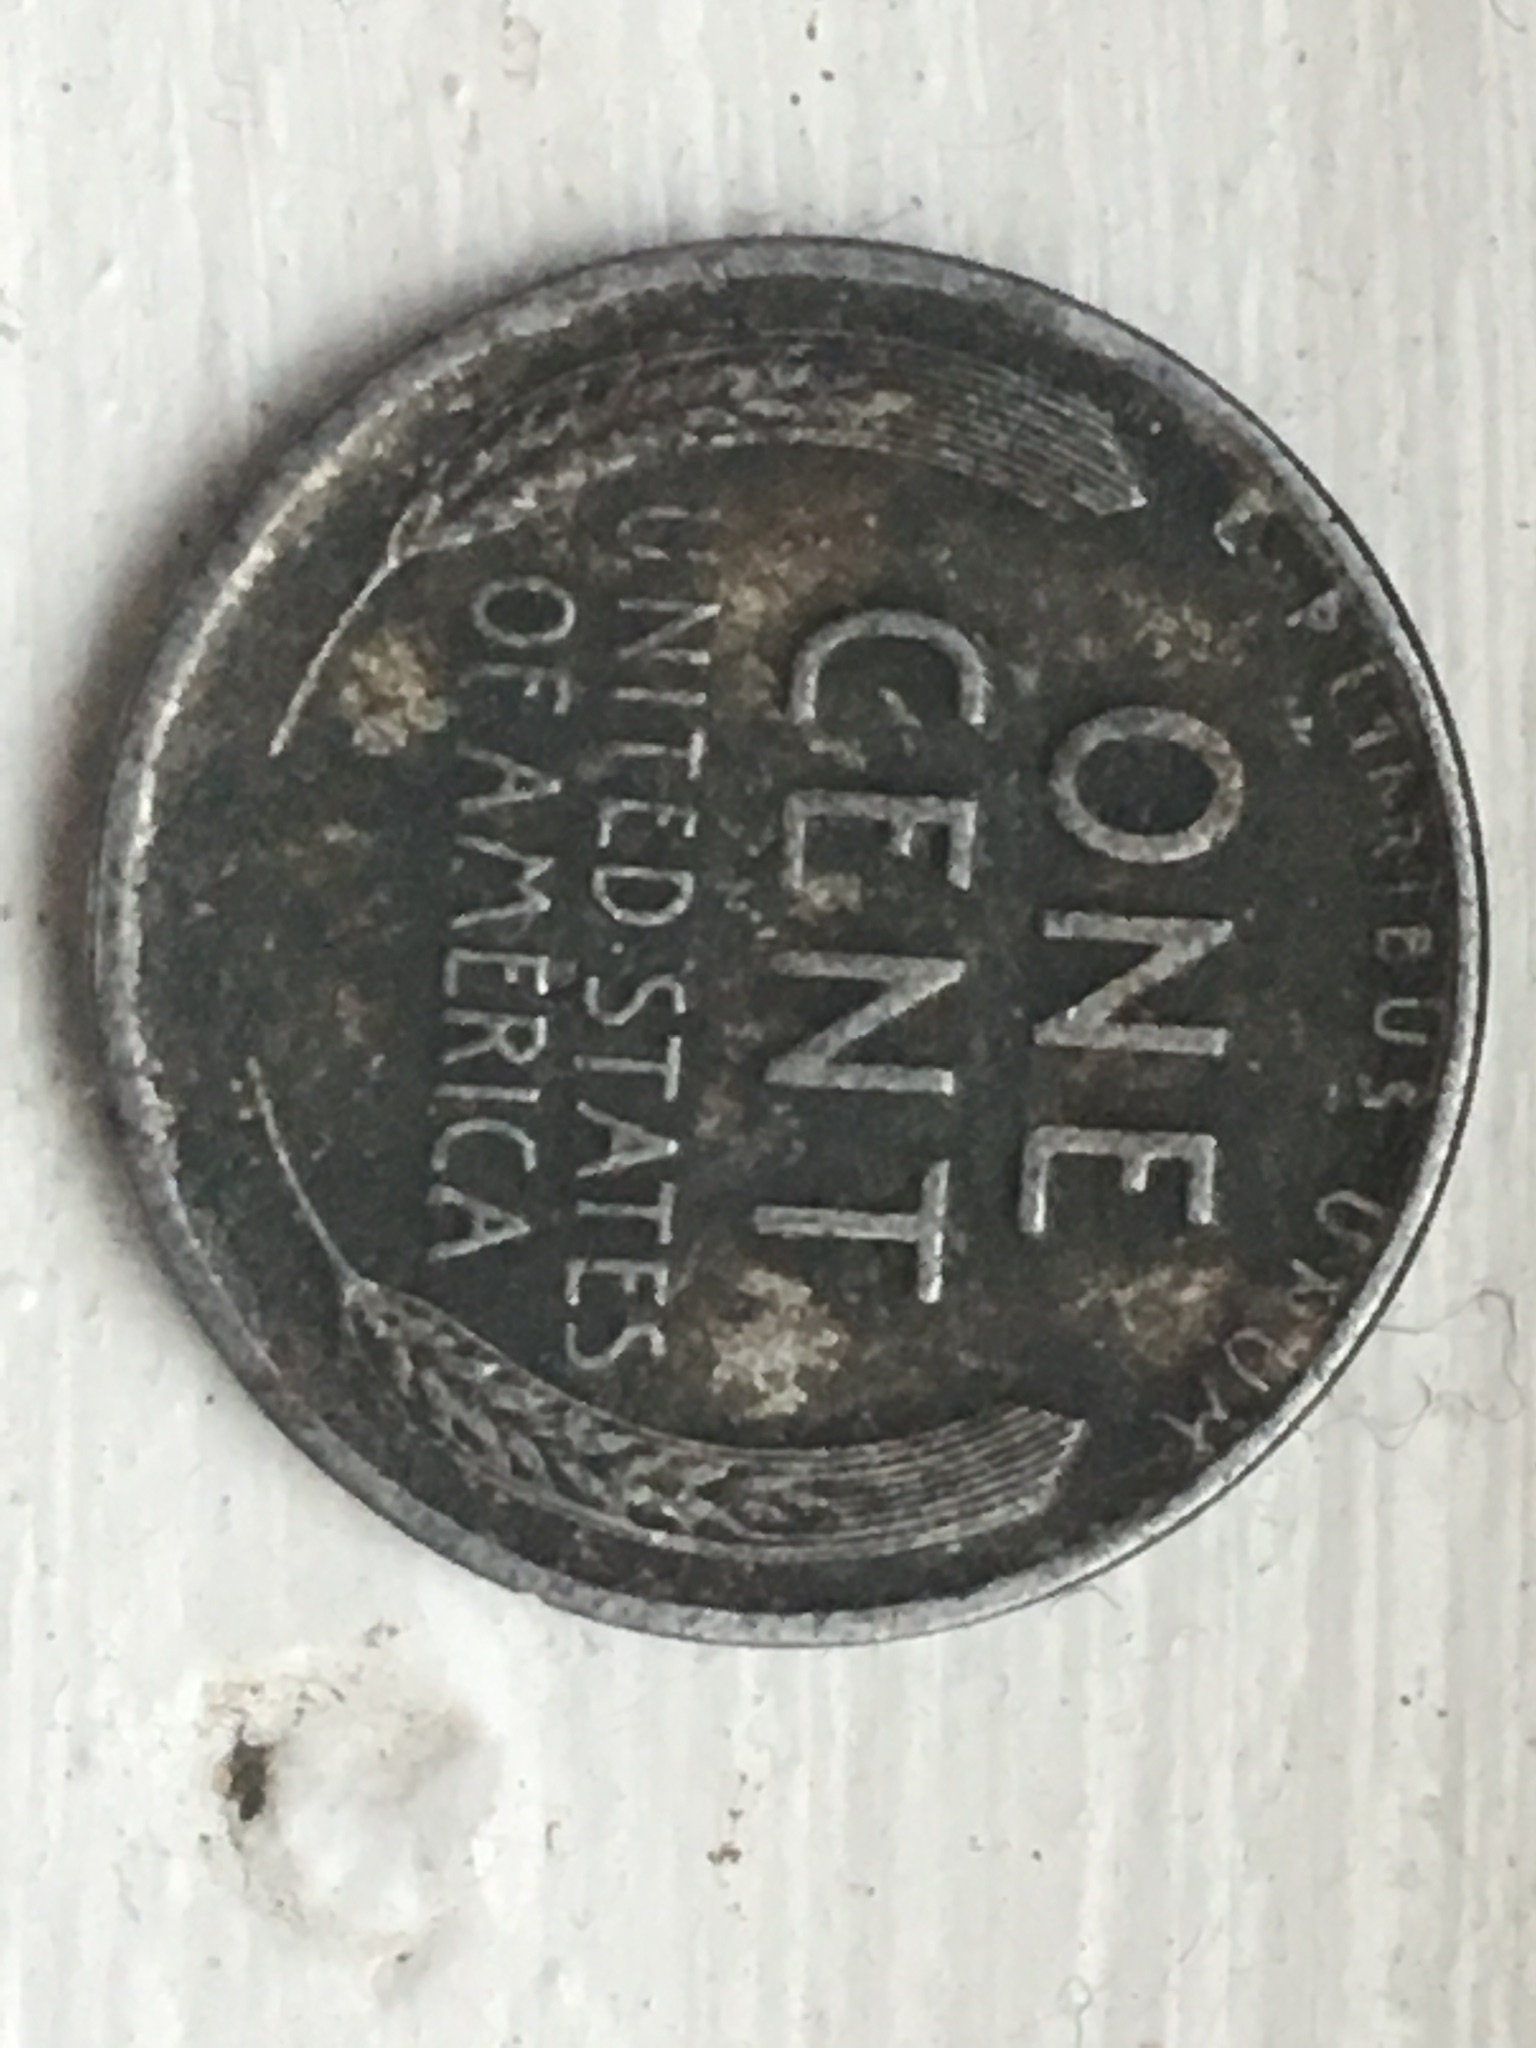 E PLURIBUS UNUM
ONE
CENT
UNITED STATES
OF AMERICA